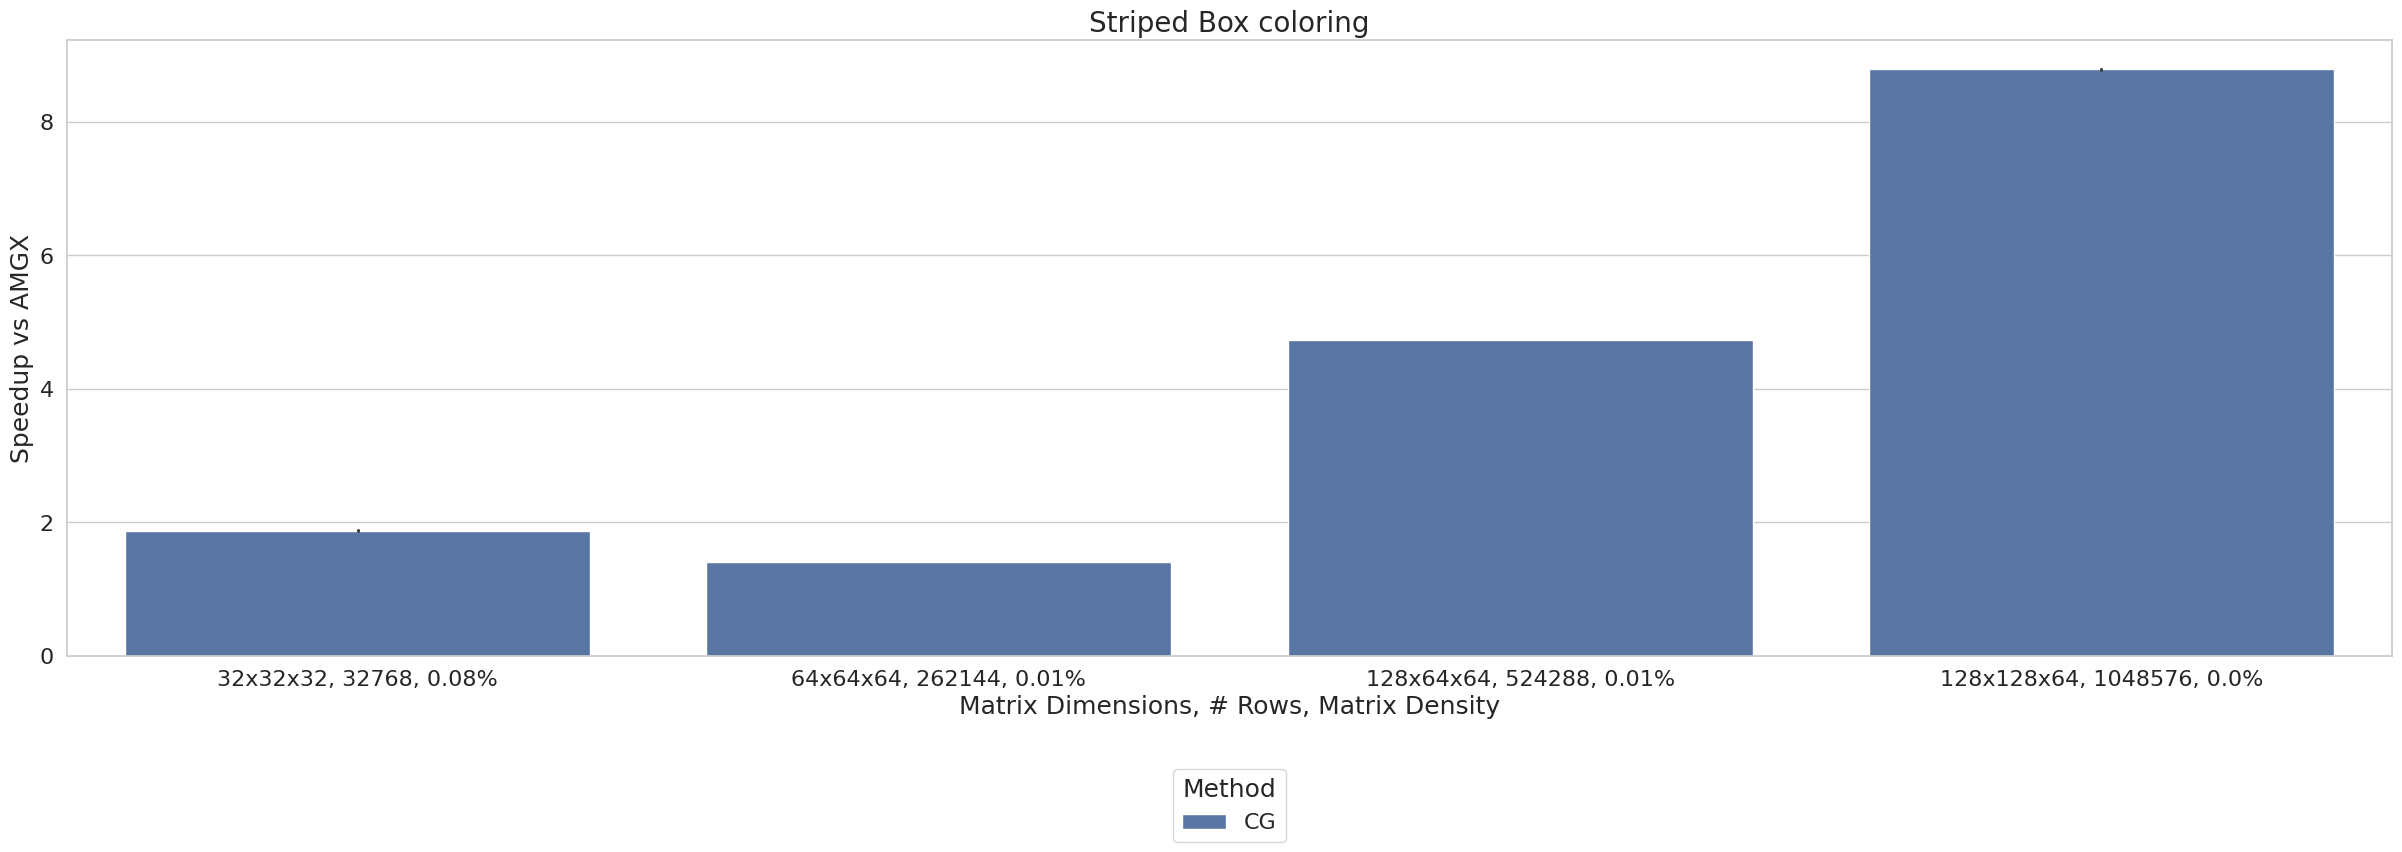 Striped Box coloring
Speedup vs AMGX
8
6
4
2
0
32x32x32, 32768, 0.08%
64x64x64, 262144, 0.01%
128x64x64, 524288, 0.01%
128x128x64, 1048576, 0.0%
Matrix Dimensions, # Rows, Matrix Density
Method
CG